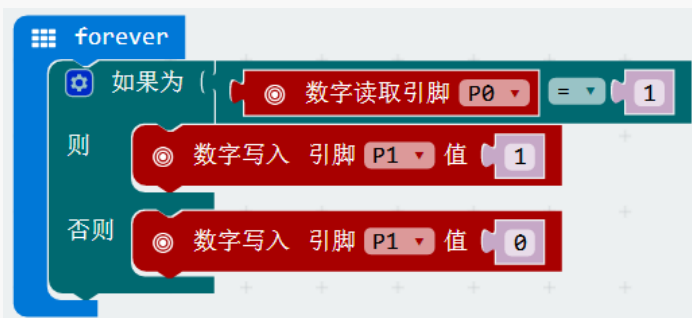 forever
如果为 ( 数字读取引脚 P0 = 1
则 数字写入 引脚 P1 值 1
否则 数字写入 引脚 P1 值 0